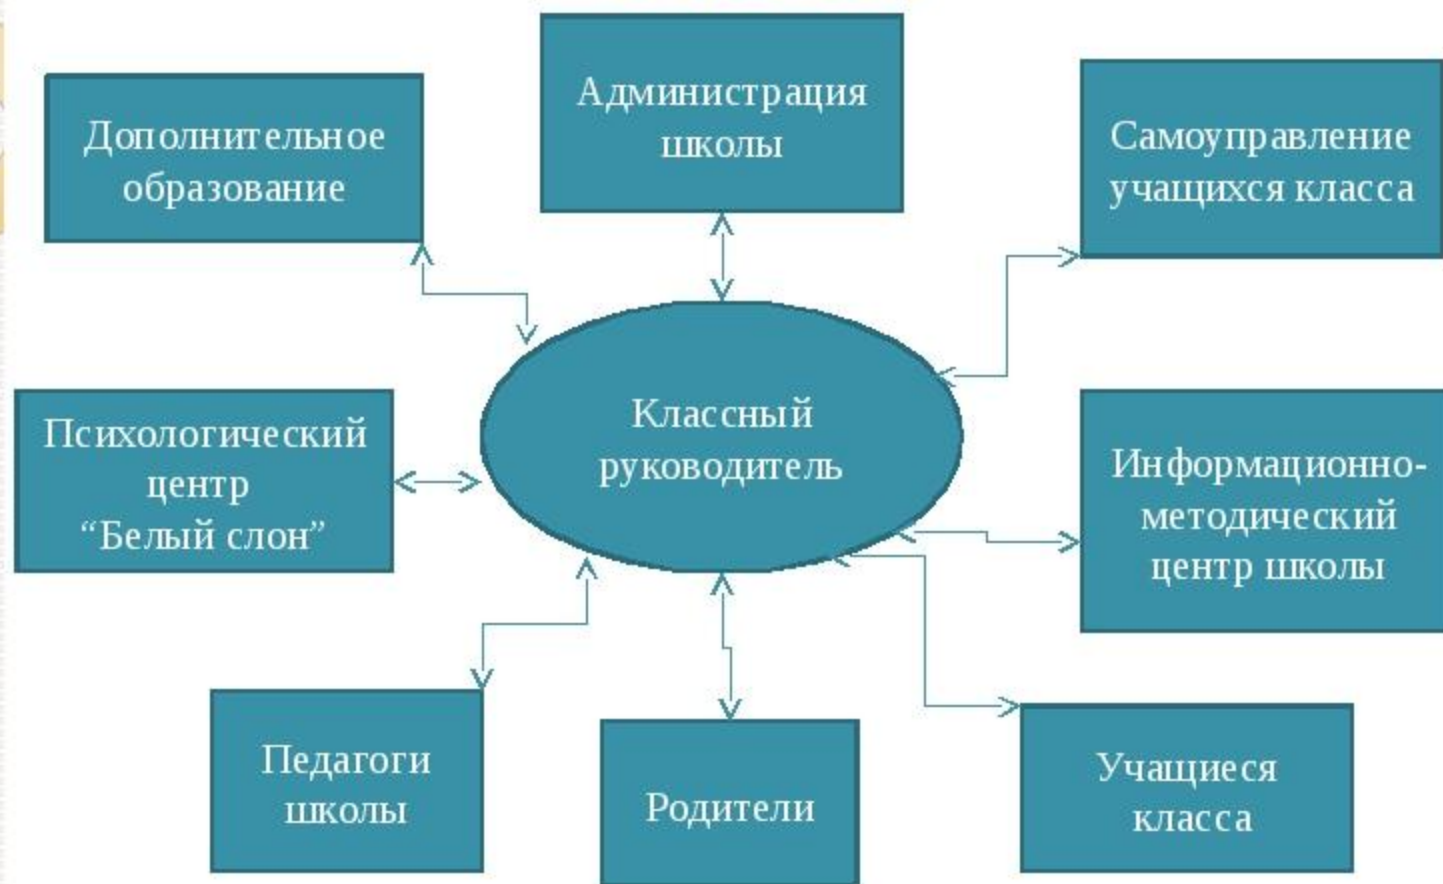 Администрация
школы
Дополнительное
образование
Самоуправление
учащихся класса
Классный
руководитель
Психологический
центр
“Белый слон”
Информационно-
методический
центр школы
Педагоги
школы
Родители
Учащиеся
класса